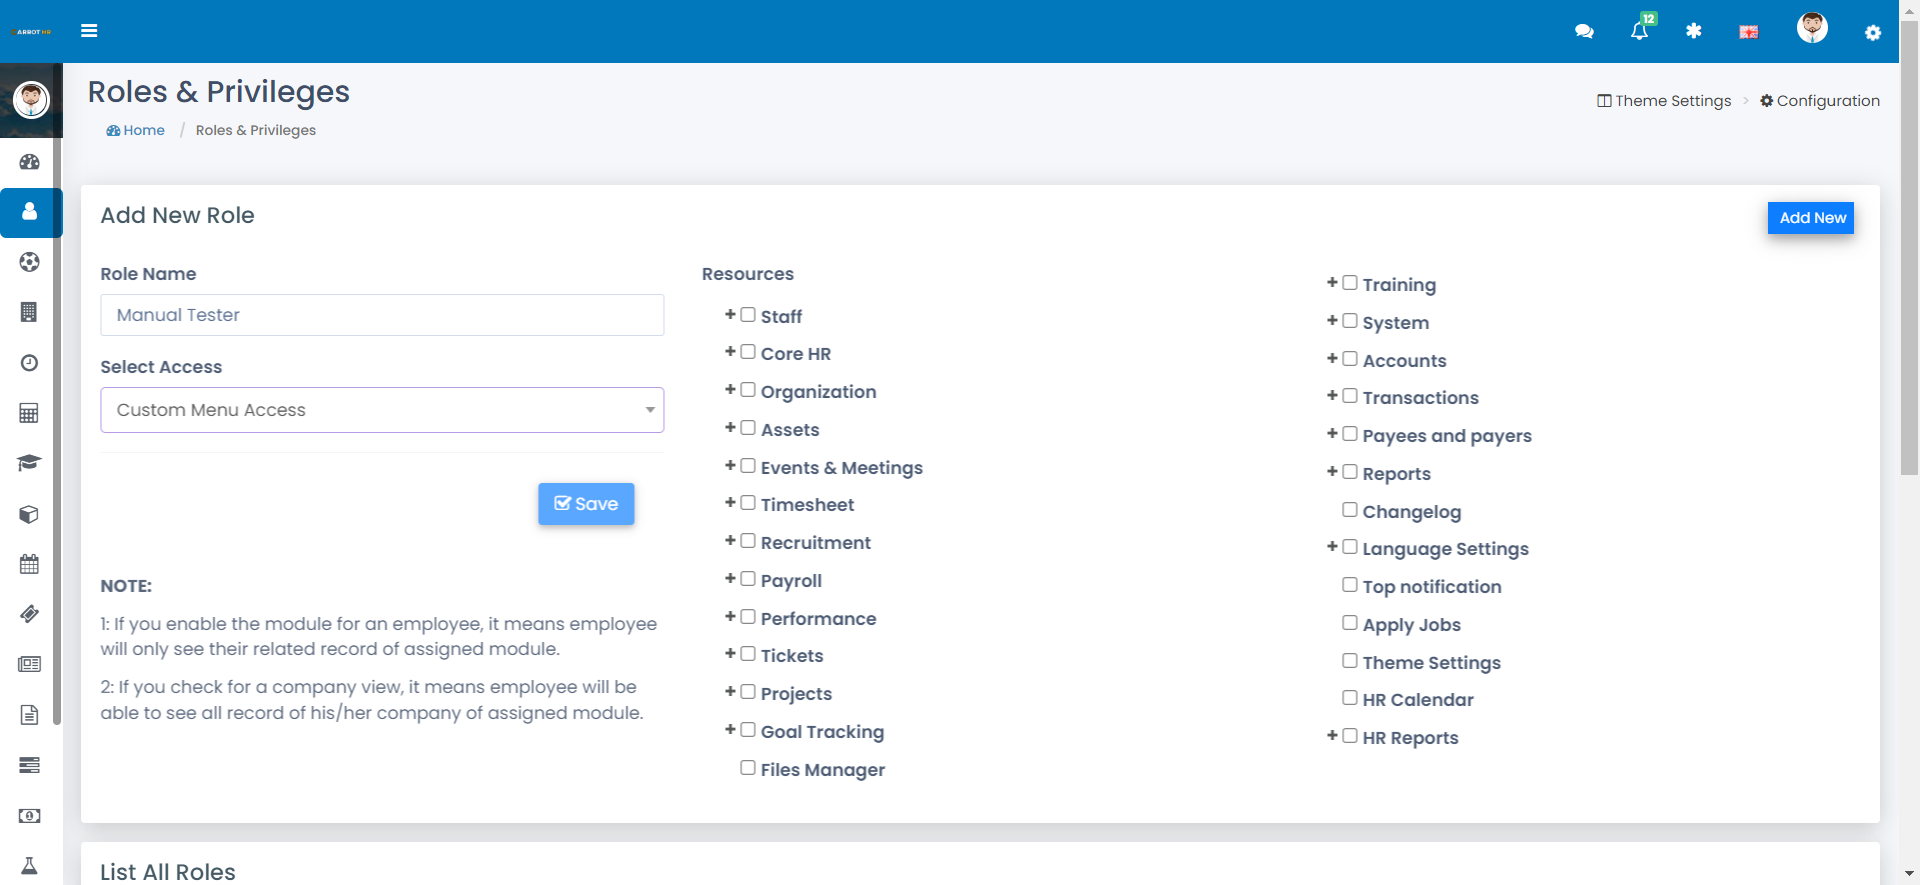 12
Roles & Privileges
Theme Settings > Configuration
Home / Roles & Privileges
Add New Role
Add New
Role Name
Manual Tester
Select Access
Custom Menu Access
Save
NOTE:
1: If you enable the module for an employee, it means employee
will only see their related record of assigned module.
2: If you check for a company view, it means employee will be
able to see all record of his/her company of assigned module.
Resources
+ Staff
+ Core HR
+ Organization
+ Assets
+ Events & Meetings
+ Timesheet
+ Recruitment
+ Payroll
+ Performance
+ Tickets
+ Projects
+ Goal Tracking
Files Manager
+ Training
+ System
+ Accounts
+ Transactions
+ Payees and payers
+ Reports
Changelog
+ Language Settings
Top notification
Apply Jobs
Theme Settings
HR Calendar
+ HR Reports
List All Roles